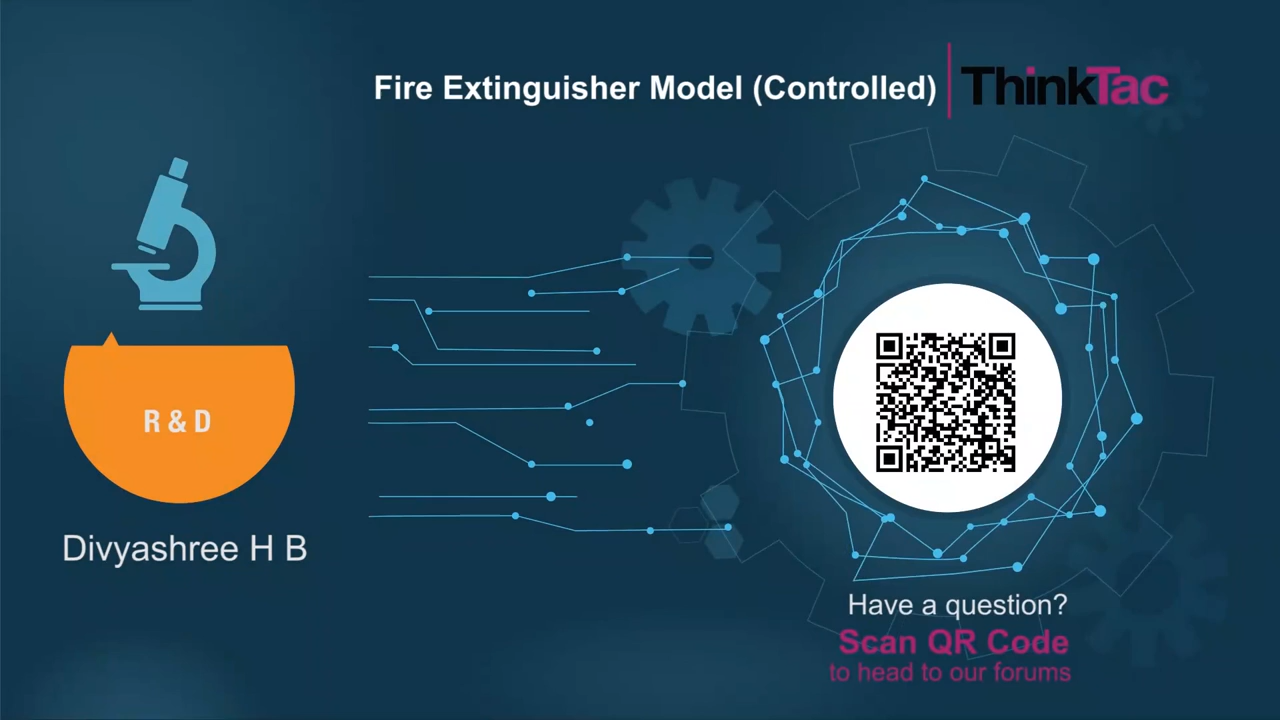 Fire Extinguisher Model (Controlled)
ThinkTac
R & D
Divyashree H B
Have a question?
Scan QR Code
to head to our forums